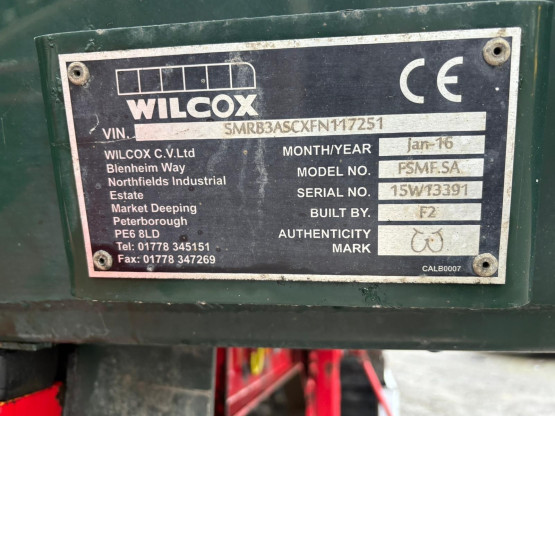 WILCOX
CE
VIN. SMRB3ASCXFN117251
WILCOX C.V.Ltd
Blenheim Way
Northfields Industrial
Estate
Market Deeping
Peterborough
PE6 8LD
Tel: 01778 345151
Fax: 01778 347269
MONTH/YEAR Jan-16
MODEL NO. FSMF.SA
SERIAL NO. 15W13391
BUILT BY. F2
AUTHENTICITY
MARK
CALB0007